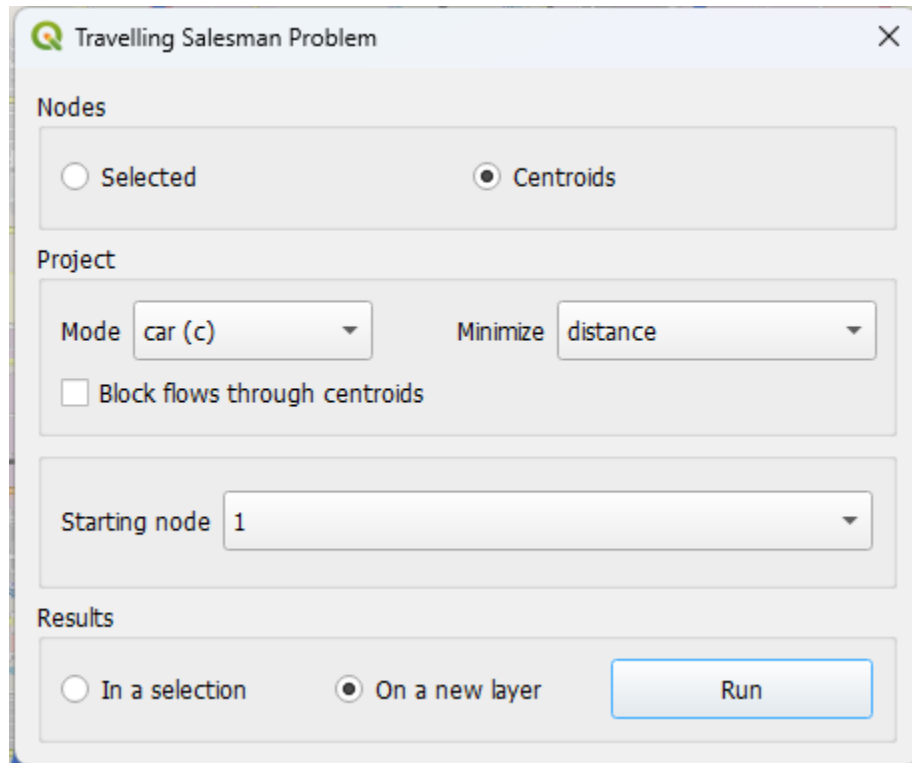 Travelling Salesman Problem
Nodes
Selected Centroids
Project
Mode car (c) Minimize distance
Block flows through centroids
Starting node 1
Results
In a selection On a new layer Run